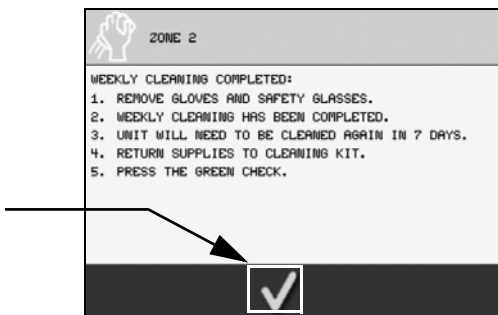 ZONE 2
WEEKLY CLEANING COMPLETED:
1. REMOVE GLOVES AND SAFETY GLASSES.
2. WEEKLY CLEANING HAS BEEN COMPLETED.
3. UNIT WILL NEED TO BE CLEANED AGAIN IN 7 DAYS.
4. RETURN SUPPLIES TO CLEANING KIT.
5. PRESS THE GREEN CHECK.